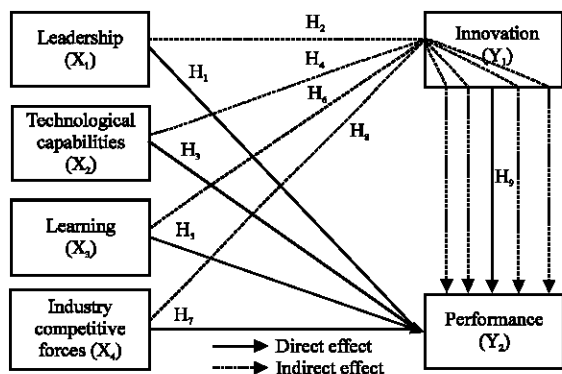 Leadership
(X₁)
H₂
Innovation
(Y₁)
H₁
H₄
H₆
H₈
Technological
capabilities
(X₂)
H₃
H₉
Learning
(X₃)
H₅
Industry
competitive
forces (X₄)
H₇
Performance
(Y₂)
Direct effect
Indirect effect